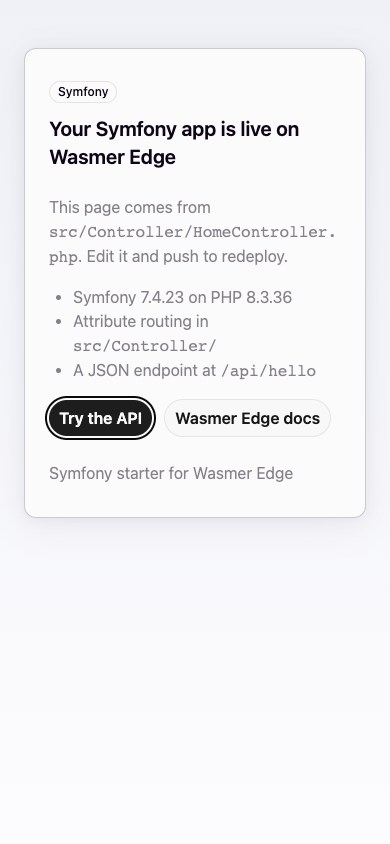 Symfony
Your Symfony app is live on
Wasmer Edge
This page comes from
src/Controller/HomeController.
php. Edit it and push to redeploy.
Symfony 7.4.23 on PHP 8.3.36
Attribute routing in
src/Controller/
A JSON endpoint at /api/hello
Try the API
Wasmer Edge docs
Symfony starter for Wasmer Edge